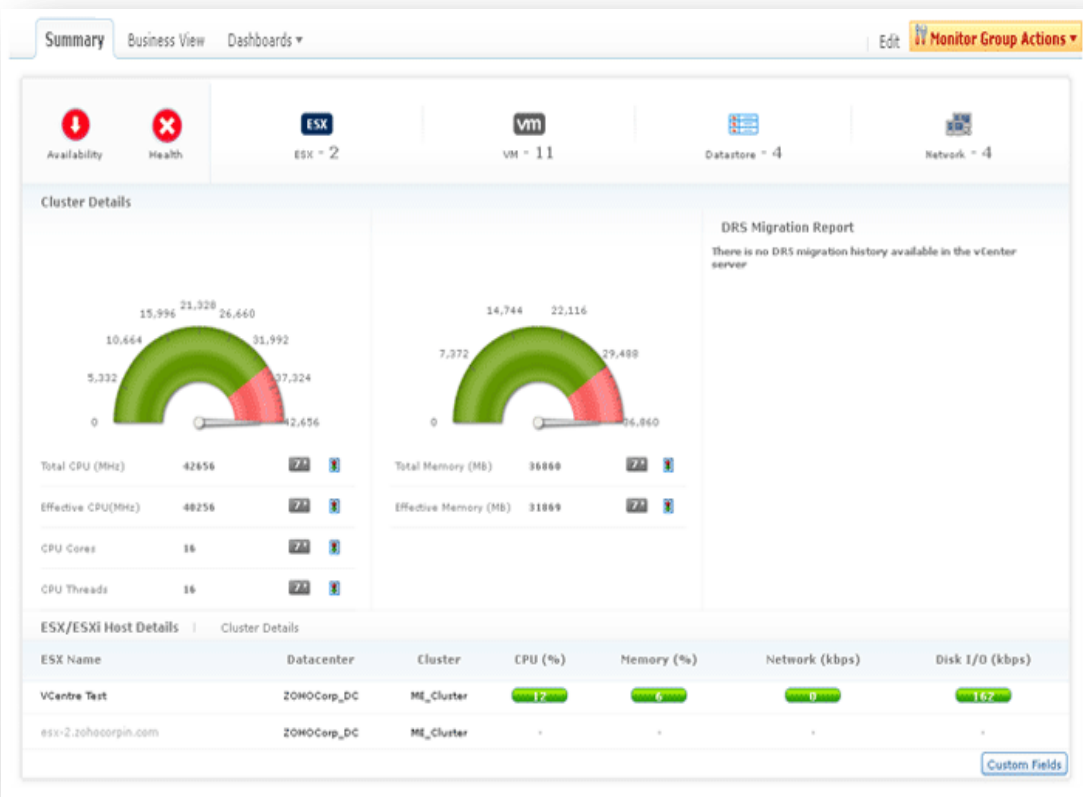 Summary Business View Dashboards ▾ Edit Monitor Group Actions ▾
ESX vm
Availability Health ESX - 2 VM - 11 Datastore - 4 Network - 4
Cluster Details
DRS Migration Report
There is no DRS migration history available in the vCenter
server
21,328
15,996 26,660
10,664 31,992
5,332 37,324
0 42,656
14,744 22,116
7,372 29,488
0 36,860
Total CPU (MHz) 42656 7
Total Memory (MB) 36860 7
Effective CPU(MHz) 40256 7
Effective Memory (MB) 31869 7
CPU Cores 16 7
CPU Threads 16 7
ESX/ESXi Host Details | Cluster Details
ESX Name Datacenter Cluster CPU (%) Memory (%) Network (kbps) Disk I/O (kbps)
VCentre Test ZOHOCorp_DC ME_Cluster 12 6 0 162
esx-2.zohocorpin.com ZOHOCorp_DC ME_Cluster - - - -
Custom Fields